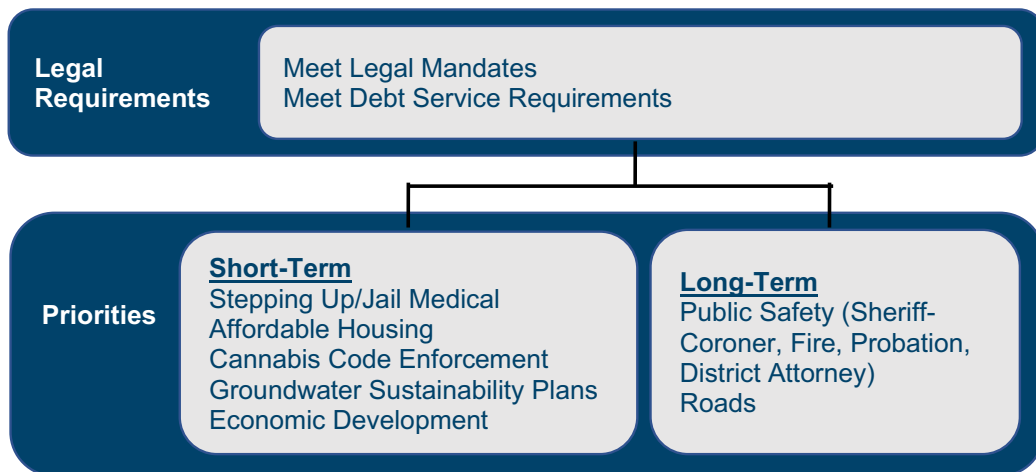 Legal
Requirements
Meet Legal Mandates
Meet Debt Service Requirements
Priorities
Short-Term
Stepping Up/Jail Medical
Affordable Housing
Cannabis Code Enforcement
Groundwater Sustainability Plans
Economic Development
Long-Term
Public Safety (Sheriff-
Coroner, Fire, Probation,
District Attorney)
Roads